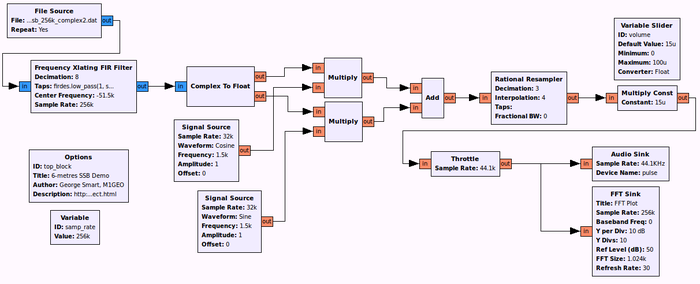 File Source
File: ...sb_256k_complex2.dat
Repeat: Yes
out
Frequency Xlating FIR Filter
Decimation: 8
Taps: firdes.low_pass(1, s...
Center Frequency: -51.5k
Sample Rate: 256k
in
out
Complex To Float
in
out
out
Signal Source
Sample Rate: 32k
Waveform: Cosine
Frequency: 1.5k
Amplitude: 1
Offset: 0
out
Signal Source
Sample Rate: 32k
Waveform: Sine
Frequency: 1.5k
Amplitude: 1
Offset: 0
out
Multiply
in
in
out
Multiply
in
in
out
Add
in
in
out
Rational Resampler
Decimation: 3
Interpolation: 4
Taps:
Fractional BW: 0
in
out
Variable Slider
ID: volume
Default Value: 15u
Minimum: 0
Maximum: 100u
Converter: Float
Multiply Const
Constant: 15u
in
out
Options
ID: top_block
Title: 6-metres SSB Demo
Author: George Smart, M1GEO
Description: http:...ect.html
Variable
ID: samp_rate
Value: 256k
Throttle
Sample Rate: 44.1k
in
out
Audio Sink
Sample Rate: 44.1KHz
Device Name: pulse
in
FFT Sink
Title: FFT Plot
Sample Rate: 256k
Baseband Freq: 0
Y per Div: 10 dB
Y Divs: 10
Ref Level (dB): 50
FFT Size: 1.024k
Refresh Rate: 30
in